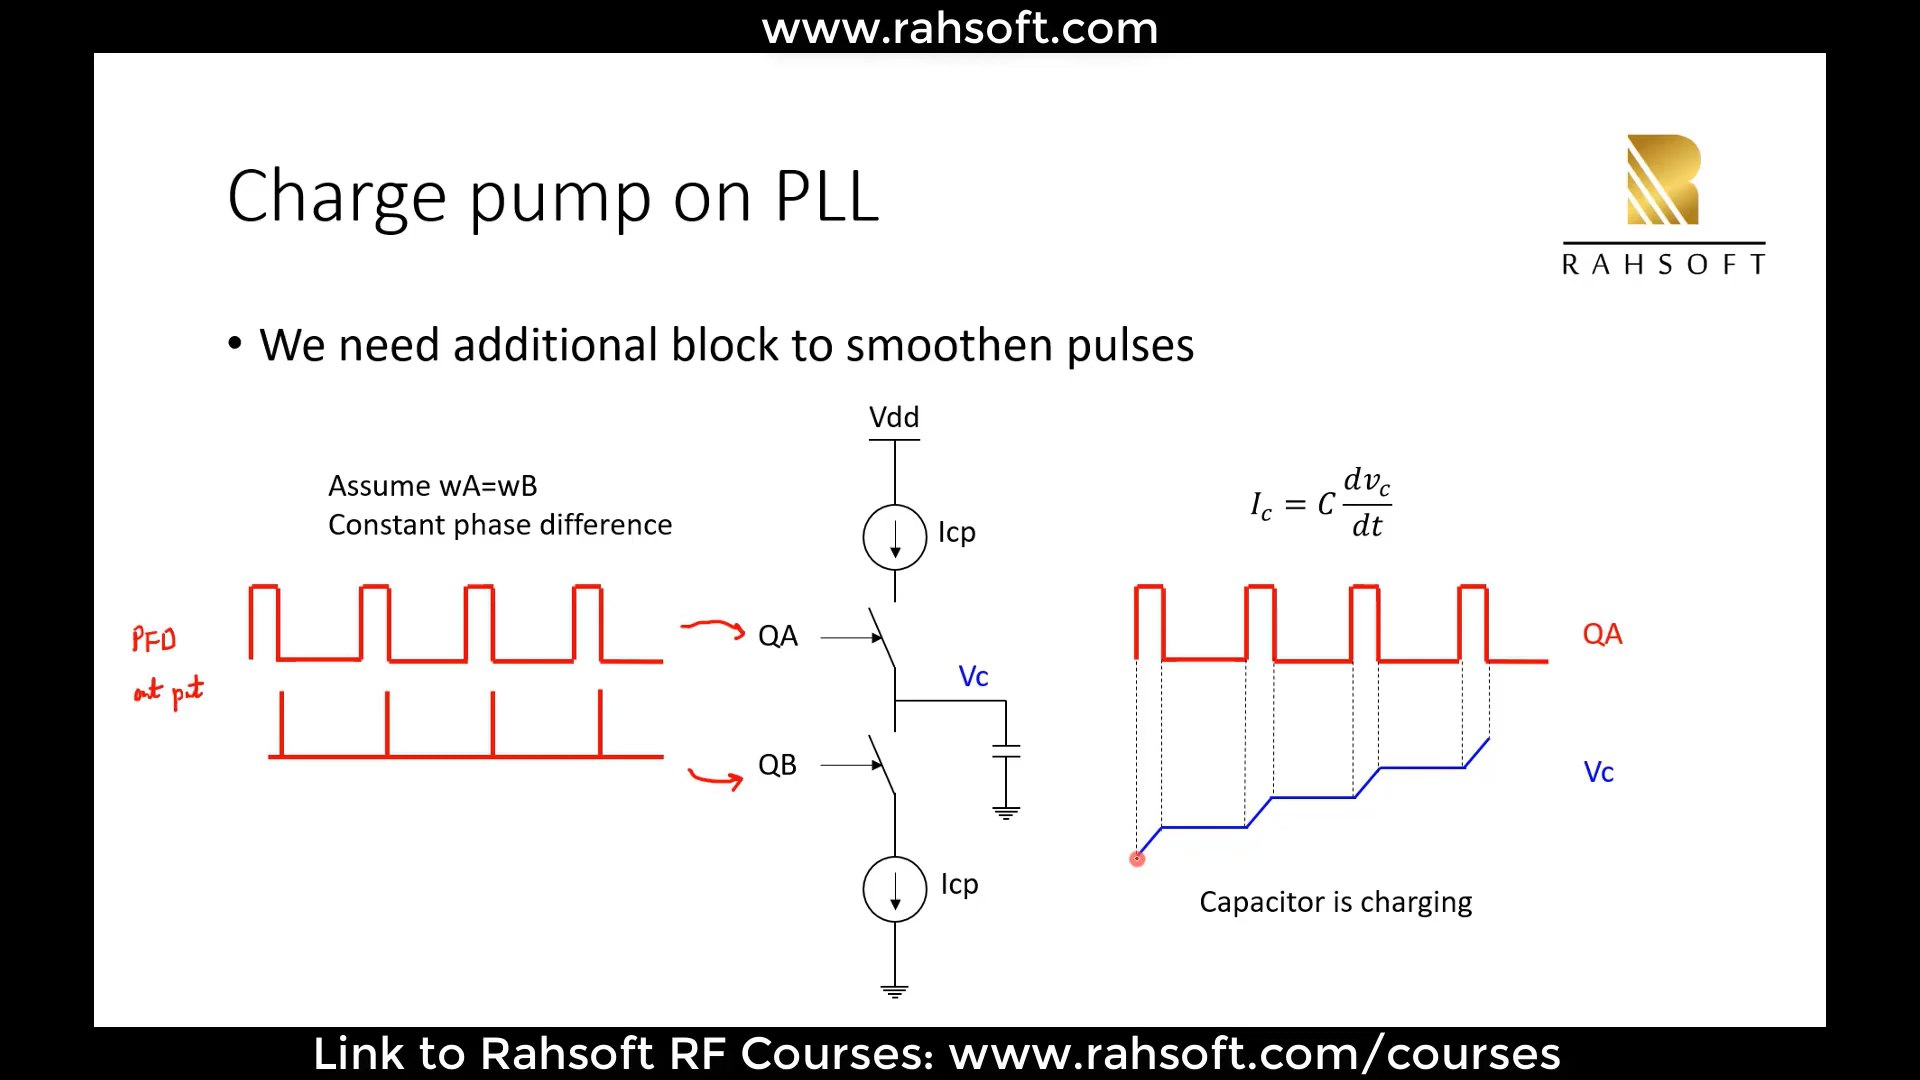 www.rahsoft.com
Charge pump on PLL
RAHSOFT
• We need additional block to smoothen pulses
Vdd
Assume wA=wB
Constant phase difference
Icp
I_c = C dv_c/dt
PFD
output
QA
QB
Vc
Icp
QA
Vc
Capacitor is charging
Link to Rahsoft RF Courses: www.rahsoft.com/courses